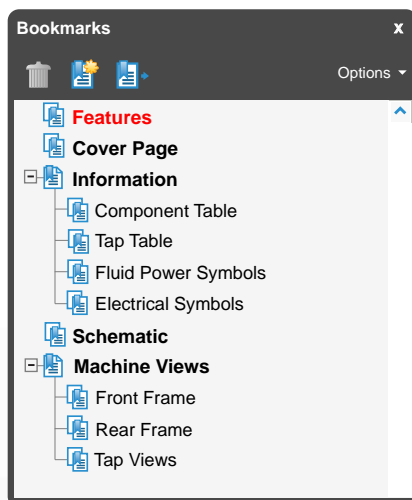 Bookmarks x
Options
Features
Cover Page
Information
Component Table
Tap Table
Fluid Power Symbols
Electrical Symbols
Schematic
Machine Views
Front Frame
Rear Frame
Tap Views